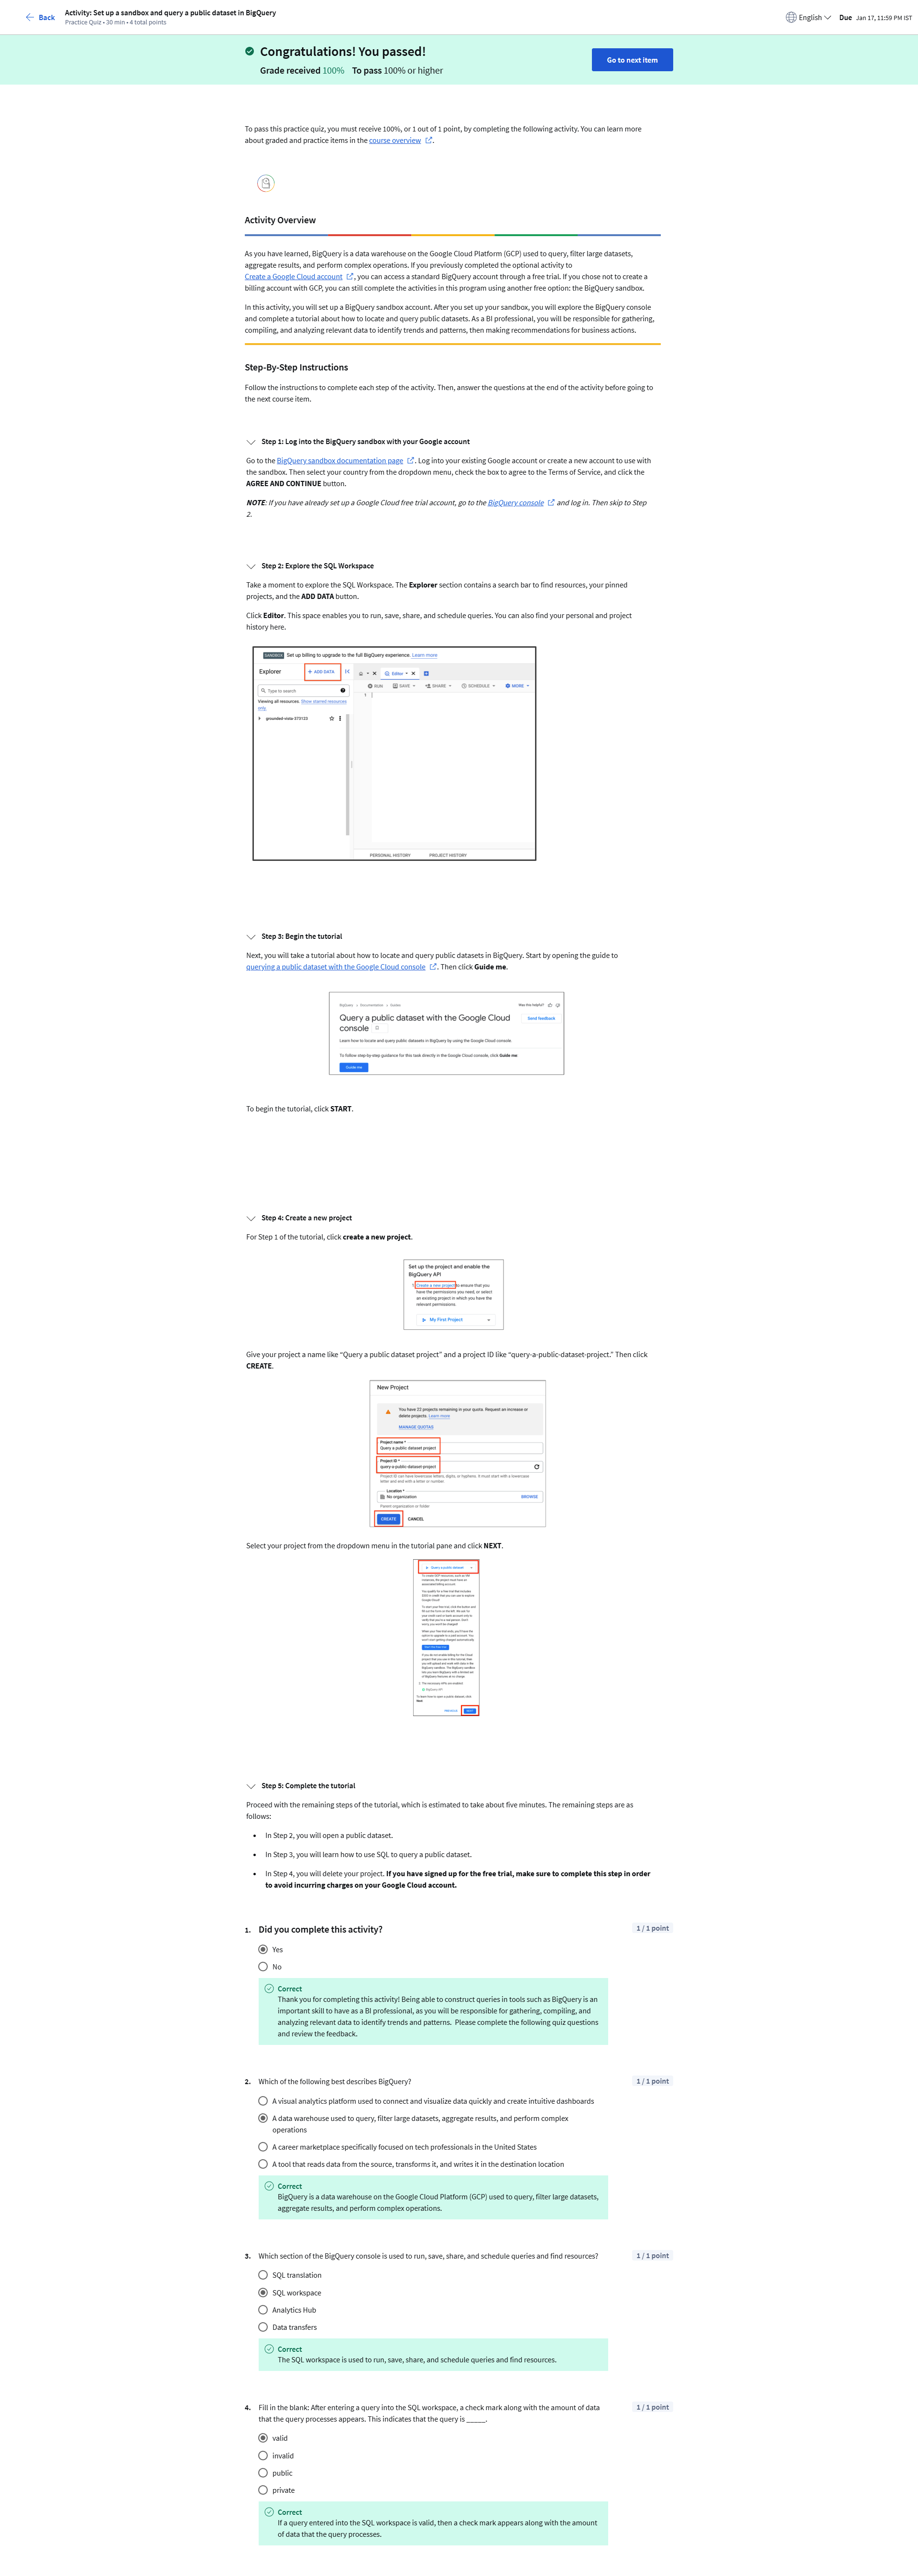 Back
Activity: Set up a sandbox and query a public dataset in BigQuery
Practice Quiz • 30 min • 4 total points
English
Due Jan 17, 11:59 PM IST
Congratulations! You passed!
Grade received 100% To pass 100% or higher
Go to next item
To pass this practice quiz, you must receive 100%, or 1 out of 1 point, by completing the following activity. You can learn more
about graded and practice items in the course overview.
Activity Overview
As you have learned, BigQuery is a data warehouse on the Google Cloud Platform (GCP) used to query, filter large datasets,
aggregate results, and perform complex operations. If you previously completed the optional activity to
Create a Google Cloud account, you can access a standard BigQuery account through a free trial. If you chose not to create a
billing account with GCP, you can still complete the activities in this program using another free option: the BigQuery sandbox.
In this activity, you will set up a BigQuery sandbox account. After you set up your sandbox, you will explore the BigQuery console
and complete a tutorial about how to locate and query public datasets. As a BI professional, you will be responsible for gathering,
compiling, and analyzing relevant data to identify trends and patterns, then making recommendations for business actions.
Step-By-Step Instructions
Follow the instructions to complete each step of the activity. Then, answer the questions at the end of the activity before going to
the next course item.
Step 1: Log into the BigQuery sandbox with your Google account
Go to the BigQuery sandbox documentation page. Log into your existing Google account or create a new account to use with
the sandbox. Then select your country from the dropdown menu, check the box to agree to the Terms of Service, and click the
AGREE AND CONTINUE button.
NOTE: If you have already set up a Google Cloud free trial account, go to the BigQuery console and log in. Then skip to Step
2.
Step 2: Explore the SQL Workspace
Take a moment to explore the SQL Workspace. The Explorer section contains a search bar to find resources, your pinned
projects, and the ADD DATA button.
Click Editor. This space enables you to run, save, share, and schedule queries. You can also find your personal and project
history here.
SANDBOX Set up billing to upgrade to the full BigQuery experience. Learn more
Explorer
+ ADD DATA
Editor
Type to search
RUN SAVE SHARE SCHEDULE MORE
1
Viewing all resources. Show starred resources
only.
grounded-vista-373123
PERSONAL HISTORY PROJECT HISTORY
Step 3: Begin the tutorial
Next, you will take a tutorial about how to locate and query public datasets in BigQuery. Start by opening the guide to
querying a public dataset with the Google Cloud console. Then click Guide me.
BigQuery > Documentation > Guides
Was this helpful?
Query a public dataset with the Google Cloud
console
Send feedback
Learn how to locate and query public datasets in BigQuery by using the Google Cloud console.
To follow step-by-step guidance for this task directly in the Google Cloud console, click Guide me:
Guide me
To begin the tutorial, click START.
Step 4: Create a new project
For Step 1 of the tutorial, click create a new project.
Set up the project and enable the
BigQuery API
1. Create a new project to ensure that you
have the permissions you need, or select
an existing project in which you have the
relevant permissions.
My First Project
Give your project a name like “Query a public dataset project” and a project ID like “query-a-public-dataset-project.” Then click
CREATE.
New Project
You have 22 projects remaining in your quota. Request an increase or
delete projects. Learn more
MANAGE QUOTAS
Project name *
Query a public dataset project
Project ID *
query-a-public-dataset-project
Project ID can have lowercase letters, digits, or hyphens. It must start with a lowercase
letter and end with a letter or number.
Location *
No organization
BROWSE
Parent organization or folder
CREATE CANCEL
Select your project from the dropdown menu in the tutorial pane and click NEXT.
PREVIOUS NEXT
Step 5: Complete the tutorial
Proceed with the remaining steps of the tutorial, which is estimated to take about five minutes. The remaining steps are as
follows:
• In Step 2, you will open a public dataset.
• In Step 3, you will learn how to use SQL to query a public dataset.
• In Step 4, you will delete your project. If you have signed up for the free trial, make sure to complete this step in order
to avoid incurring charges on your Google Cloud account.
1. Did you complete this activity?
1 / 1 point
Yes
No
Correct
Thank you for completing this activity! Being able to construct queries in tools such as BigQuery is an
important skill to have as a BI professional, as you will be responsible for gathering, compiling, and
analyzing relevant data to identify trends and patterns. Please complete the following quiz questions
and review the feedback.
2. Which of the following best describes BigQuery?
1 / 1 point
A visual analytics platform used to connect and visualize data quickly and create intuitive dashboards
A data warehouse used to query, filter large datasets, aggregate results, and perform complex
operations
A career marketplace specifically focused on tech professionals in the United States
A tool that reads data from the source, transforms it, and writes it in the destination location
Correct
BigQuery is a data warehouse on the Google Cloud Platform (GCP) used to query, filter large datasets,
aggregate results, and perform complex operations.
3. Which section of the BigQuery console is used to run, save, share, and schedule queries and find resources?
1 / 1 point
SQL translation
SQL workspace
Analytics Hub
Data transfers
Correct
The SQL workspace is used to run, save, share, and schedule queries and find resources.
4. Fill in the blank: After entering a query into the SQL workspace, a check mark along with the amount of data
that the query processes appears. This indicates that the query is _____.
1 / 1 point
valid
invalid
public
private
Correct
If a query entered into the SQL workspace is valid, then a check mark appears along with the amount
of data that the query processes.